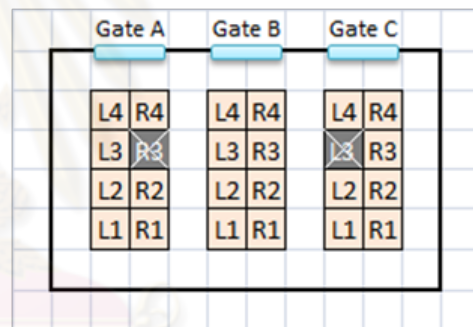 Gate A Gate B Gate C
L4 R4 L4 R4 L4 R4
L3 R3 L3 R3 L3 R3
L2 R2 L2 R2 L2 R2
L1 R1 L1 R1 L1 R1